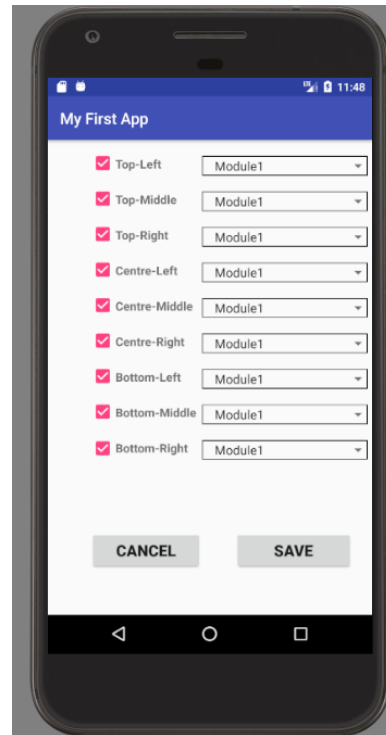 11:48
My First App
Top-Left Module1
Top-Middle Module1
Top-Right Module1
Centre-Left Module1
Centre-Middle Module1
Centre-Right Module1
Bottom-Left Module1
Bottom-Middle Module1
Bottom-Right Module1
CANCEL SAVE